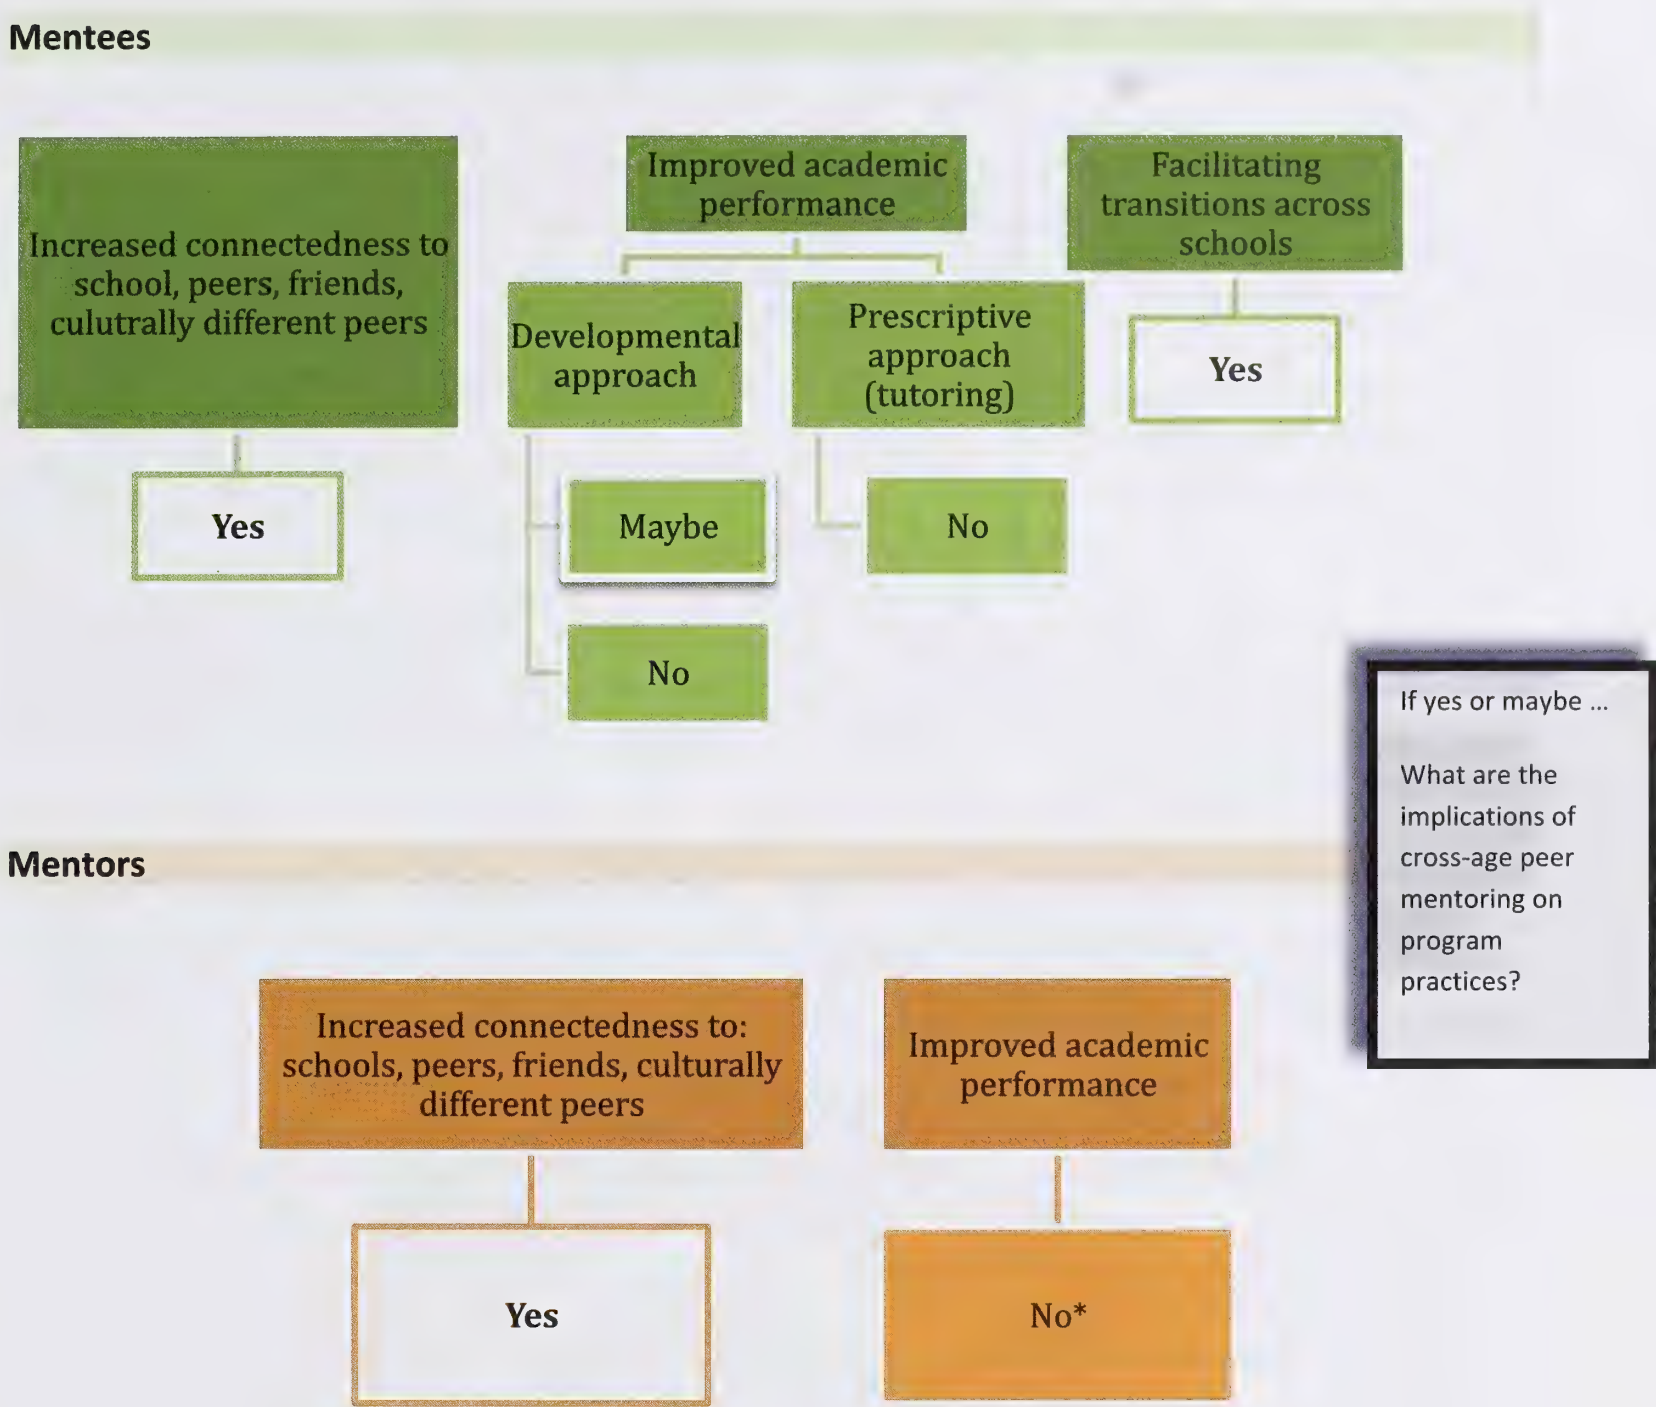 Mentees
Increased connectedness to
school, peers, friends,
culutrally different peers
Yes
Improved academic
performance
Developmental
approach
Maybe
No
Prescriptive
approach
(tutoring)
No
Facilitating
transitions across
schools
Yes
If yes or maybe ...
What are the
implications of
cross-age peer
mentoring on
program
practices?
Mentors
Increased connectedness to:
schools, peers, friends, culturally
different peers
Yes
Improved academic
performance
No*